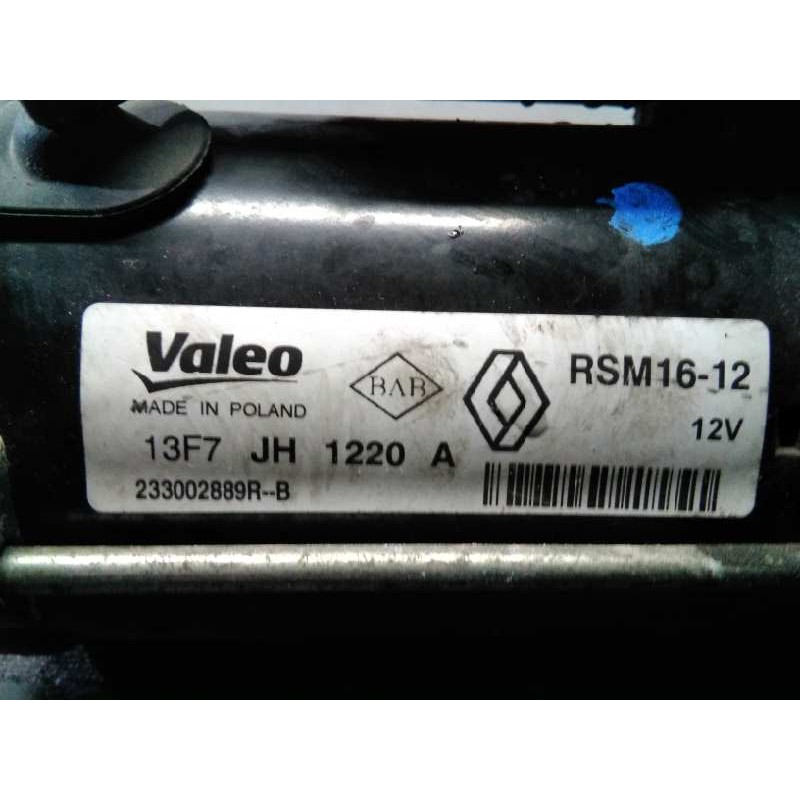 Valeo
MADE IN POLAND
BAB
RSM16-12
12V
13F7 JH 1220 A
233002889R--B